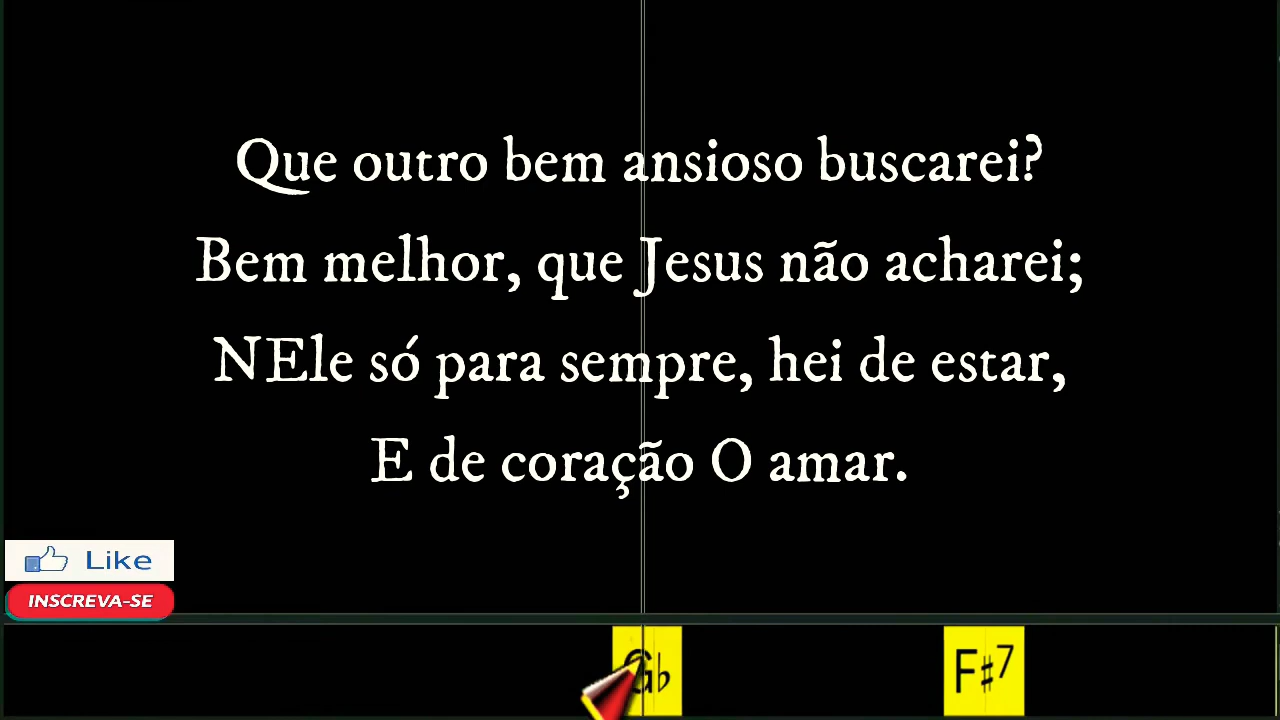 Que outro bem ansioso buscarei?
Bem melhor, que Jesus não acharei;
NEle só para sempre, hei de estar,
E de coração O amar.
Like
INSCREVA-SE
G♭ F♯7